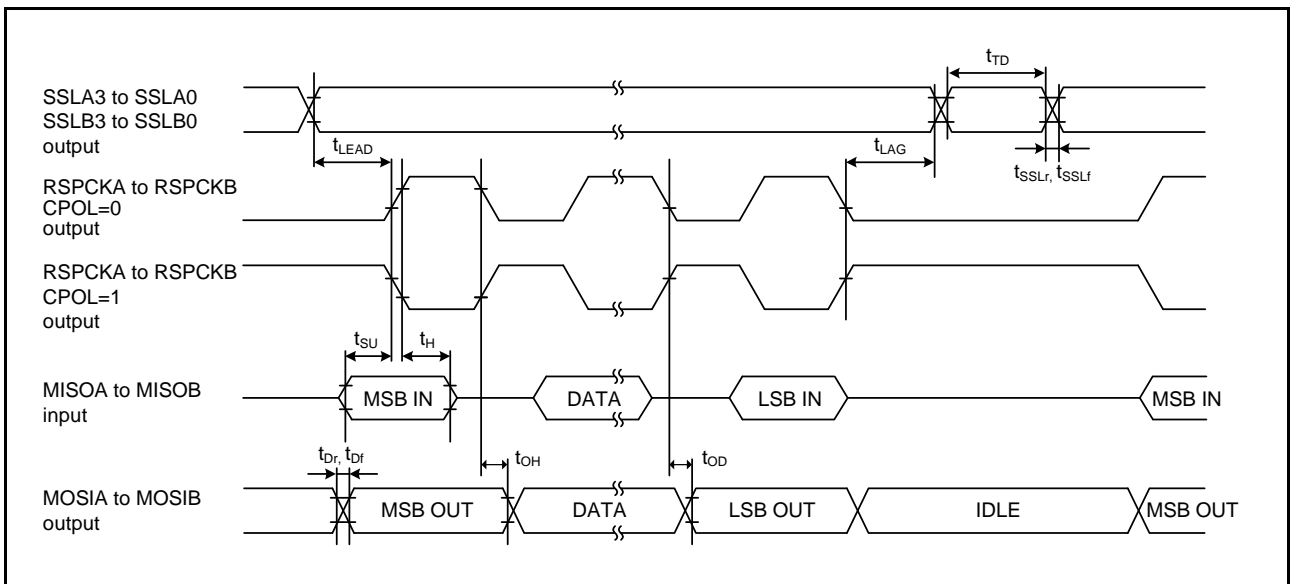 tTD
SSLA3 to SSLA0
SSLB3 to SSLB0
output
tLEAD
tLAG
tSSLr, tSSLf
RSPCKA to RSPCKB
CPOL=0
output
RSPCKA to RSPCKB
CPOL=1
output
tSU
tH
MISOA to MISOB
input
MSB IN
DATA
LSB IN
MSB IN
tDr, tDf
tOH
tOD
MOSIA to MOSIB
output
MSB OUT
DATA
LSB OUT
IDLE
MSB OUT